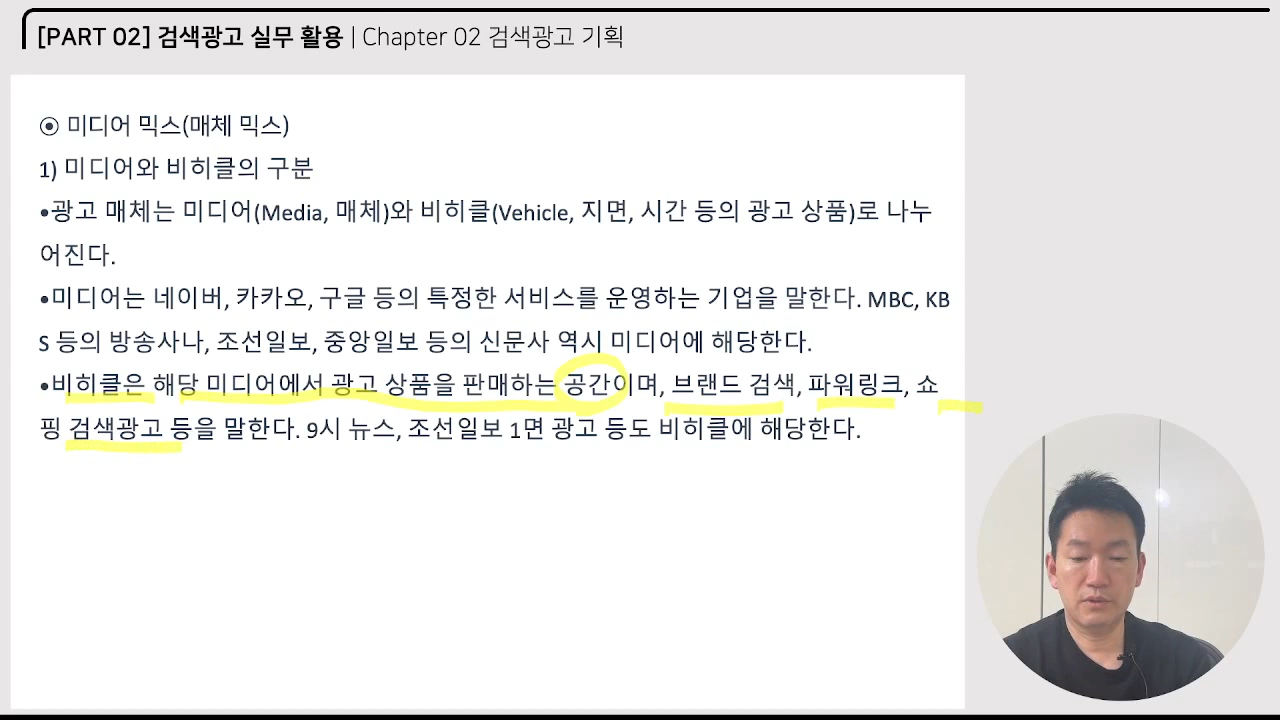 [PART 02] 검색광고 실무 활용 | Chapter 02 검색광고 기획
⦿ 미디어 믹스(매체 믹스)
1) 미디어와 비히클의 구분
•광고 매체는 미디어(Media, 매체)와 비히클(Vehicle, 지면, 시간 등의 광고 상품)로 나누
어진다.
•미디어는 네이버, 카카오, 구글 등의 특정한 서비스를 운영하는 기업을 말한다. MBC, KB
S 등의 방송사나, 조선일보, 중앙일보 등의 신문사 역시 미디어에 해당한다.
•비히클은 해당 미디어에서 광고 상품을 판매하는 공간이며, 브랜드 검색, 파워링크, 쇼
핑 검색광고 등을 말한다. 9시 뉴스, 조선일보 1면 광고 등도 비히클에 해당한다.